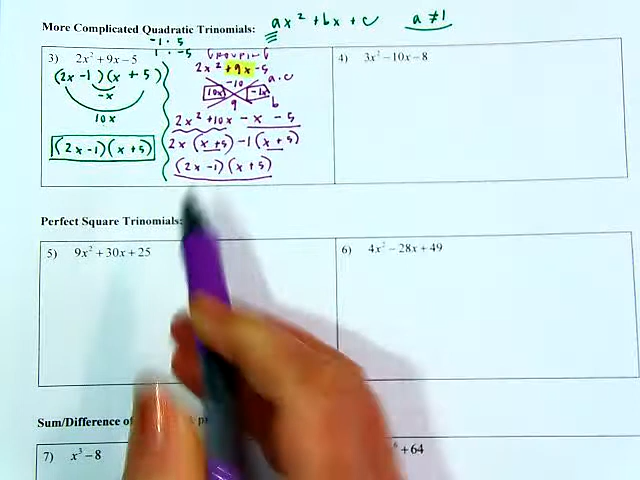 More Complicated Quadratic Trinomials: ax² + bx + c a ≠ 1
3) 2x² + 9x − 5
-1 · 5
1 · -5
(2x - 1)(x + 5)
-x
10x
(2x - 1)(x + 5)
GROUPING
2x² + 9x - 5
-10 a·c
10x -1x
9 b
2x² + 10x - x - 5
2x (x + 5) - 1 (x + 5)
(2x - 1)(x + 5)
4) 3x² − 10x − 8
Perfect Square Trinomials:
5) 9x² + 30x + 25
6) 4x² − 28x + 49
Sum/Difference of
7) x³ − 8
⁶ + 64